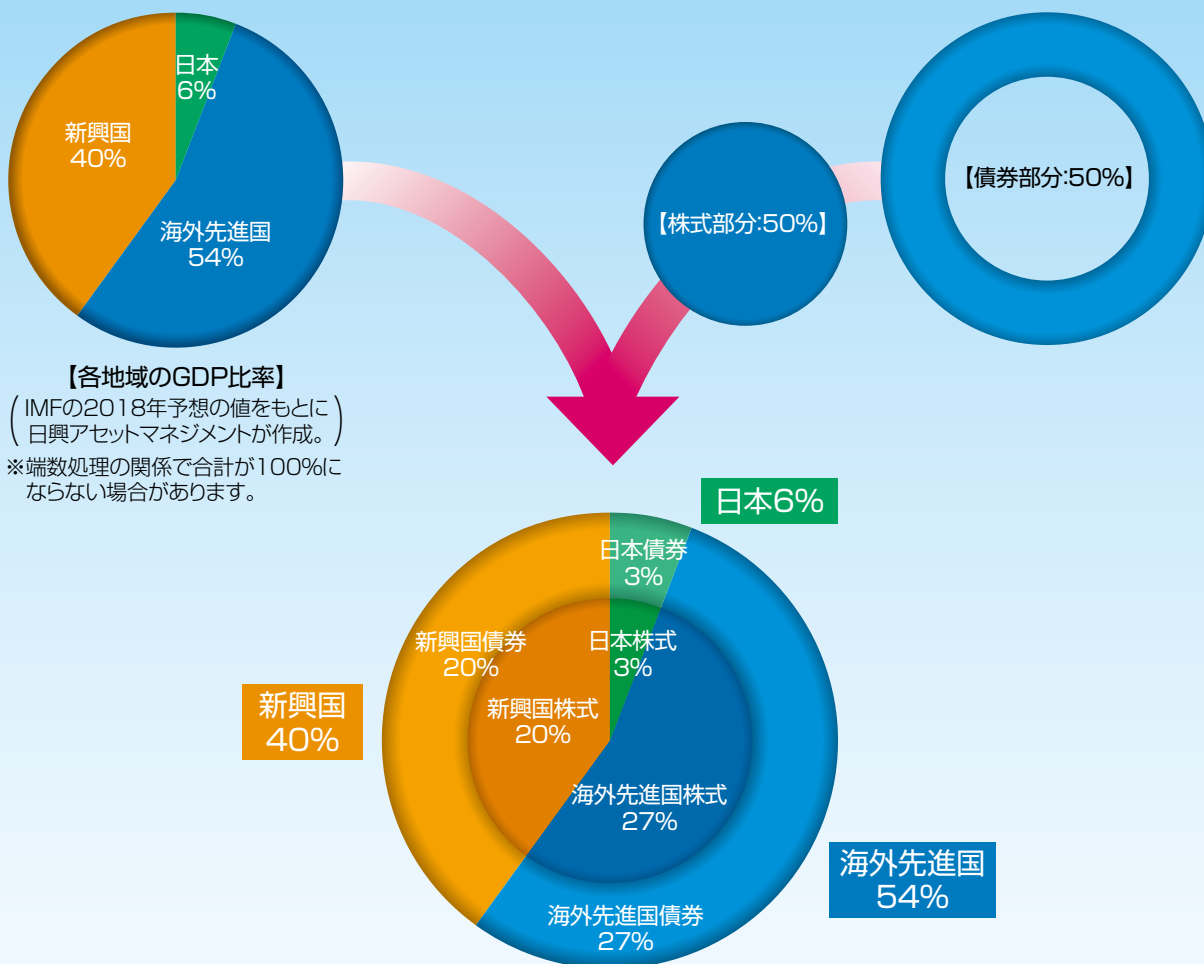 日本
6%
新興国
40%
海外先進国
54%
【各地域のGDP比率】
(IMFの2018年予想の値をもとに
日興アセットマネジメントが作成。)
※端数処理の関係で合計が100%に
ならない場合があります。
【株式部分:50%】
【債券部分:50%】
日本6%
日本債券
3%
日本株式
3%
新興国債券
20%
新興国株式
20%
新興国
40%
海外先進国株式
27%
海外先進国
54%
海外先進国債券
27%